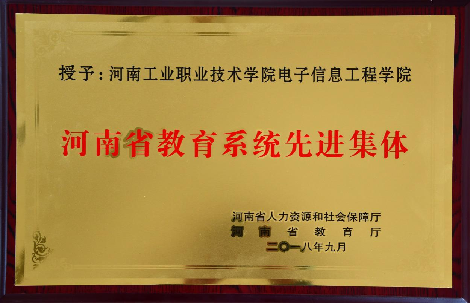 授予：河南工业职业技术学院电子信息工程学院
河南省教育系统先进集体
河南省人力资源和社会保障厅
河南省教育厅
二〇一八年九月